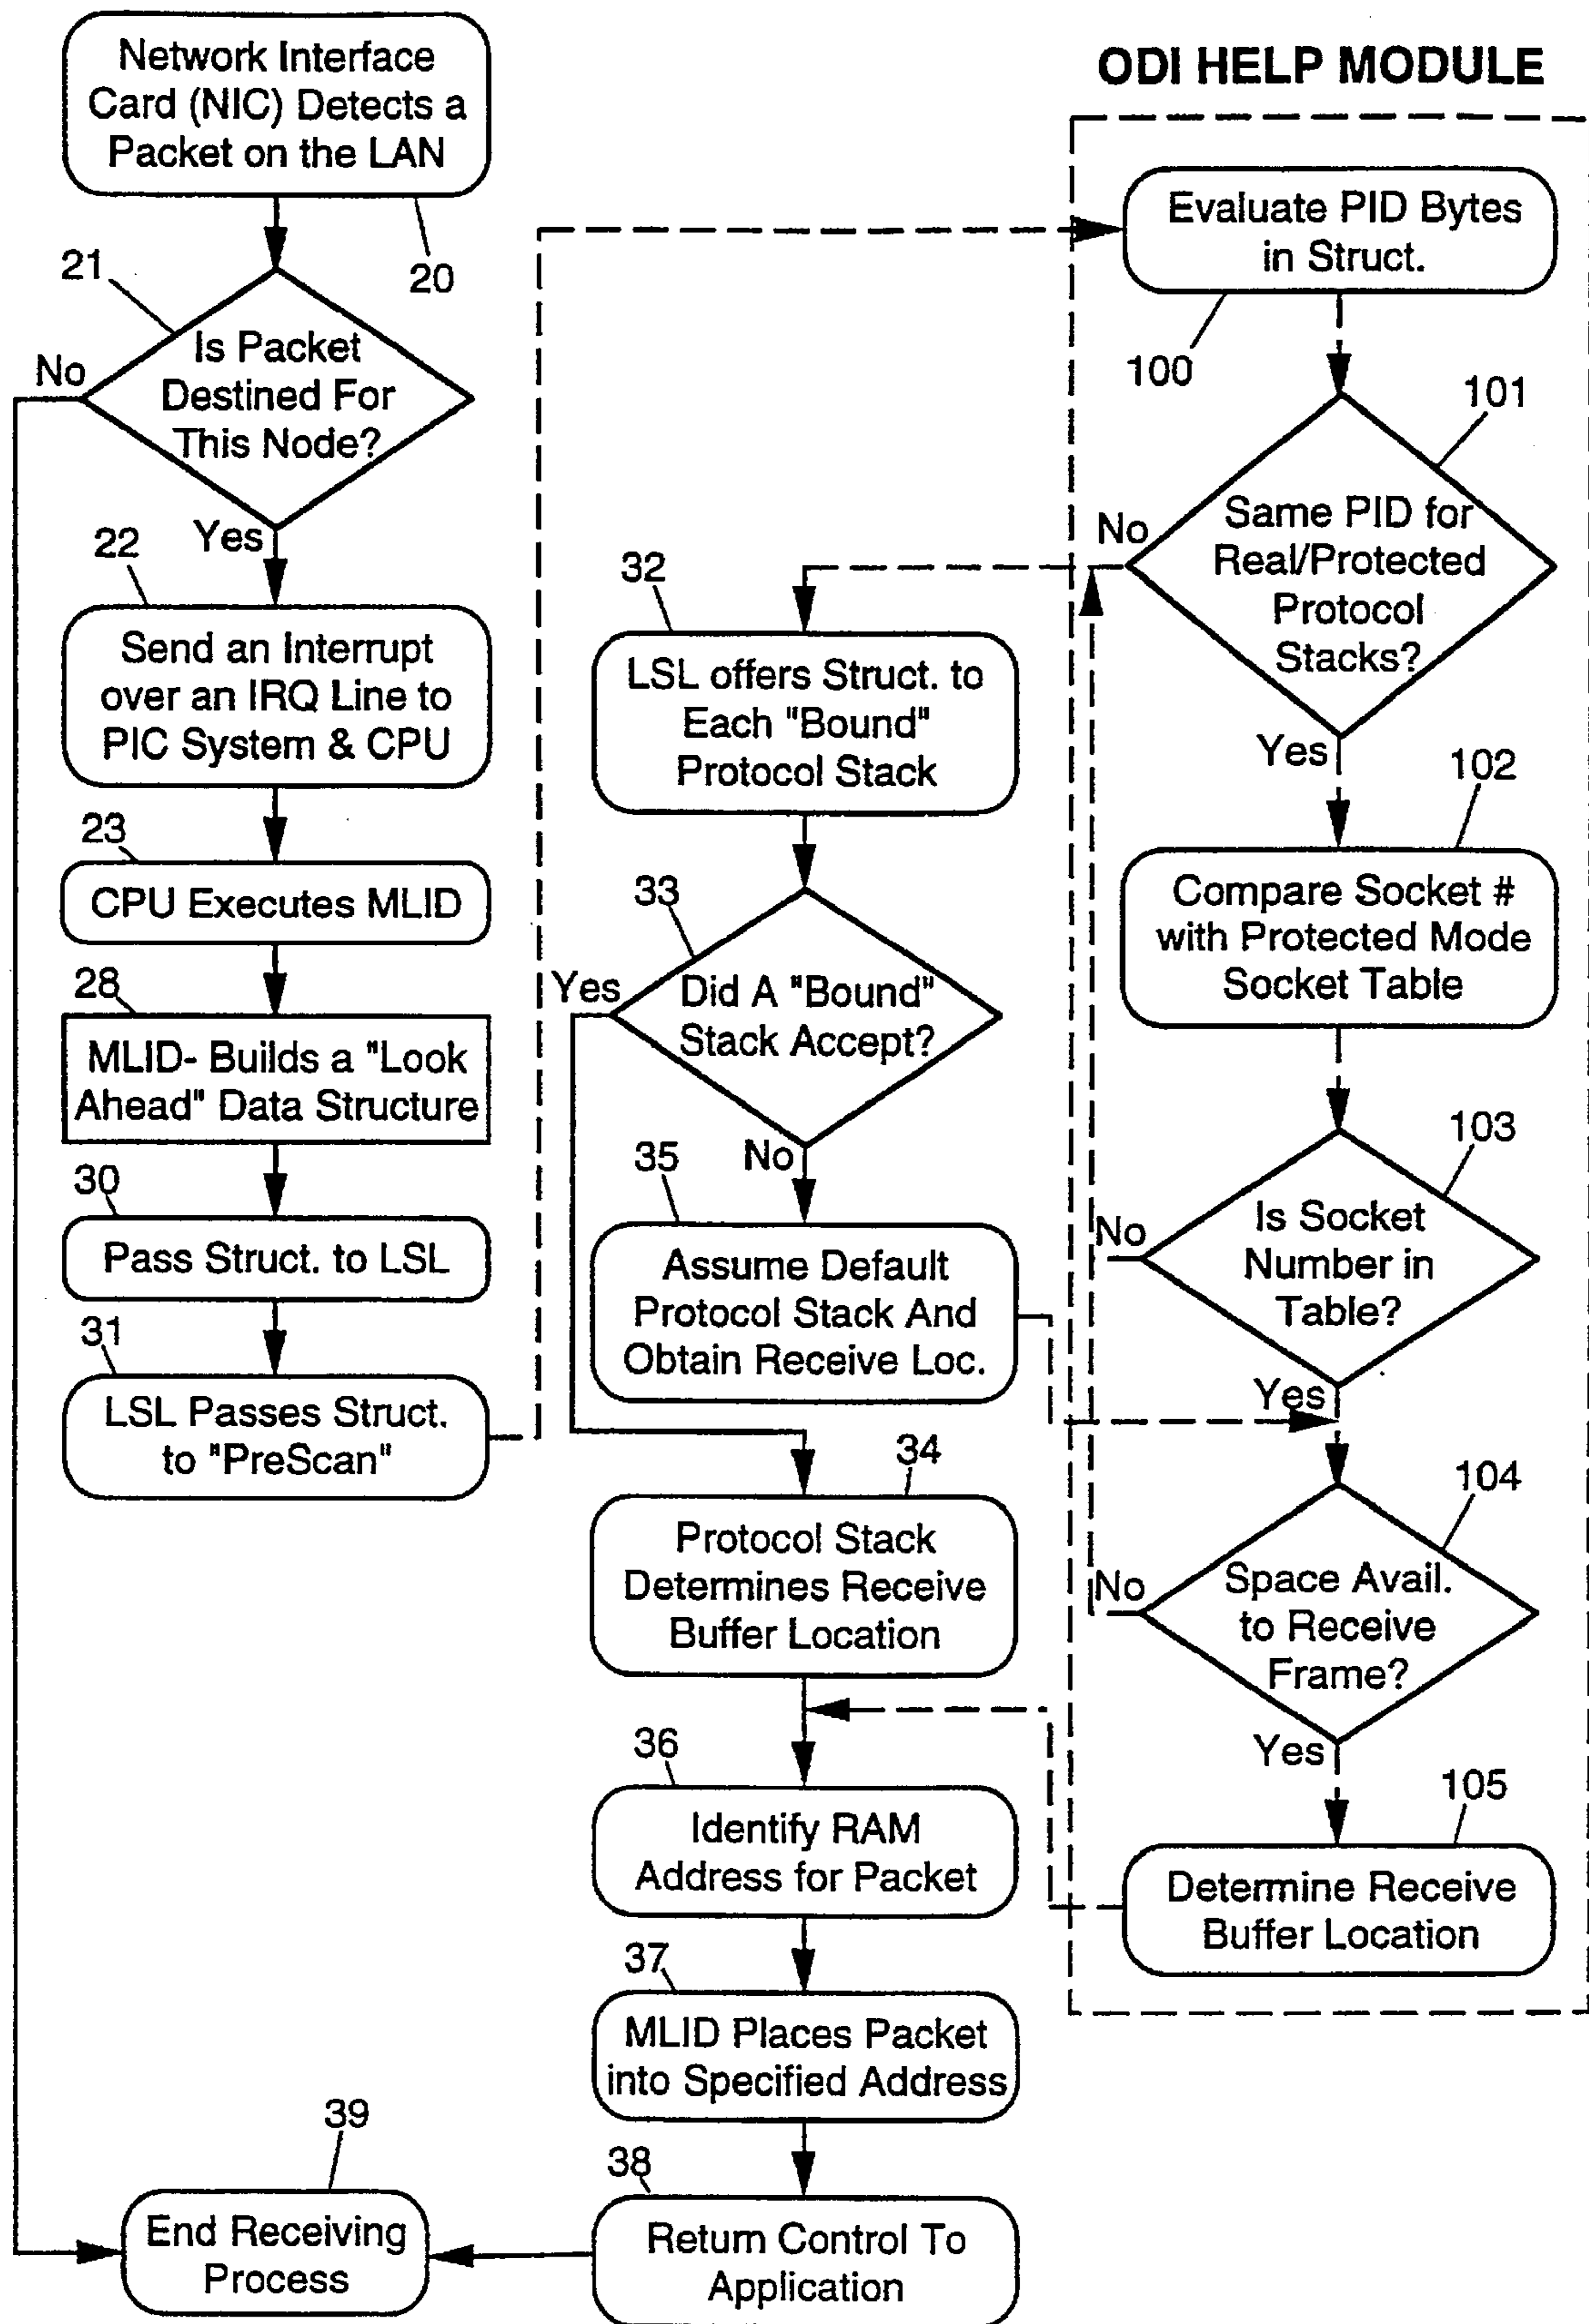 Network Interface
Card (NIC) Detects a
Packet on the LAN
20
21
Is Packet
Destined For
This Node?
No
Yes
22
Send an Interrupt
over an IRQ Line to
PIC System & CPU
23
CPU Executes MLID
28
MLID- Builds a "Look
Ahead" Data Structure
30
Pass Struct. to LSL
31
LSL Passes Struct.
to "PreScan"
32
LSL offers Struct. to
Each "Bound"
Protocol Stack
33
Yes
Did A "Bound"
Stack Accept?
No
35
Assume Default
Protocol Stack And
Obtain Receive Loc.
34
Protocol Stack
Determines Receive
Buffer Location
36
Identify RAM
Address for Packet
37
MLID Places Packet
into Specified Address
38
Return Control To
Application
39
End Receiving
Process
ODI HELP MODULE
Evaluate PID Bytes
in Struct.
100
101
No
Same PID for
Real/Protected
Protocol
Stacks?
Yes
102
Compare Socket #
with Protected Mode
Socket Table
103
No
Is Socket
Number in
Table?
Yes
104
No
Space Avail.
to Receive
Frame?
Yes
105
Determine Receive
Buffer Location